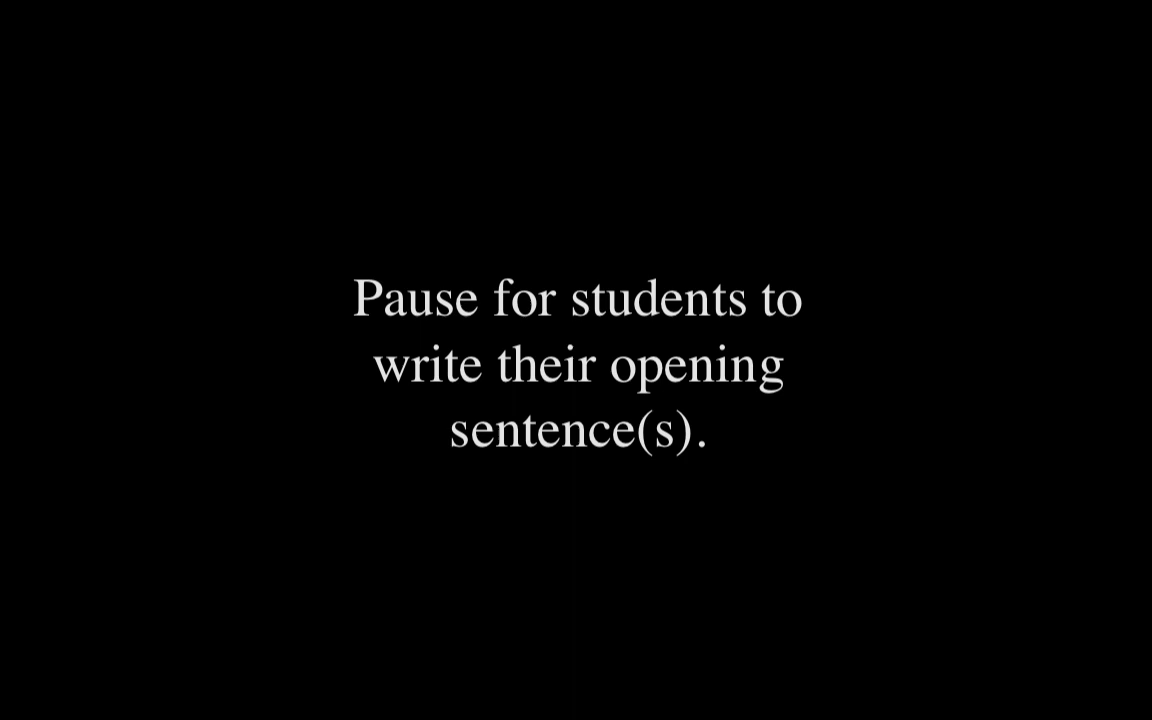 Pause for students to
write their opening
sentence(s).